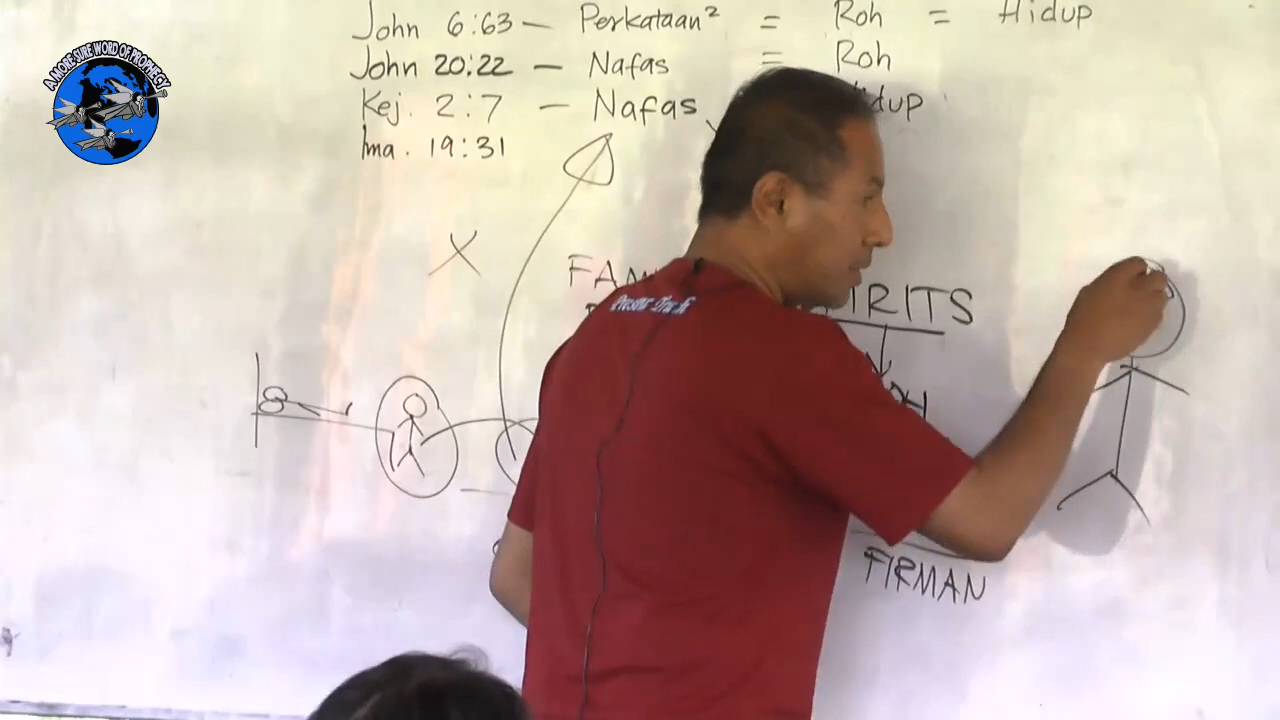 A MORE SURE WORD OF PROPHECY
John 6:63 — Perkataan² = Roh = Hidup
John 20:22 — Nafas = Roh
Kej. 2:7 — Nafas
Ima. 19:31
X
SPIRITS
FIRMAN